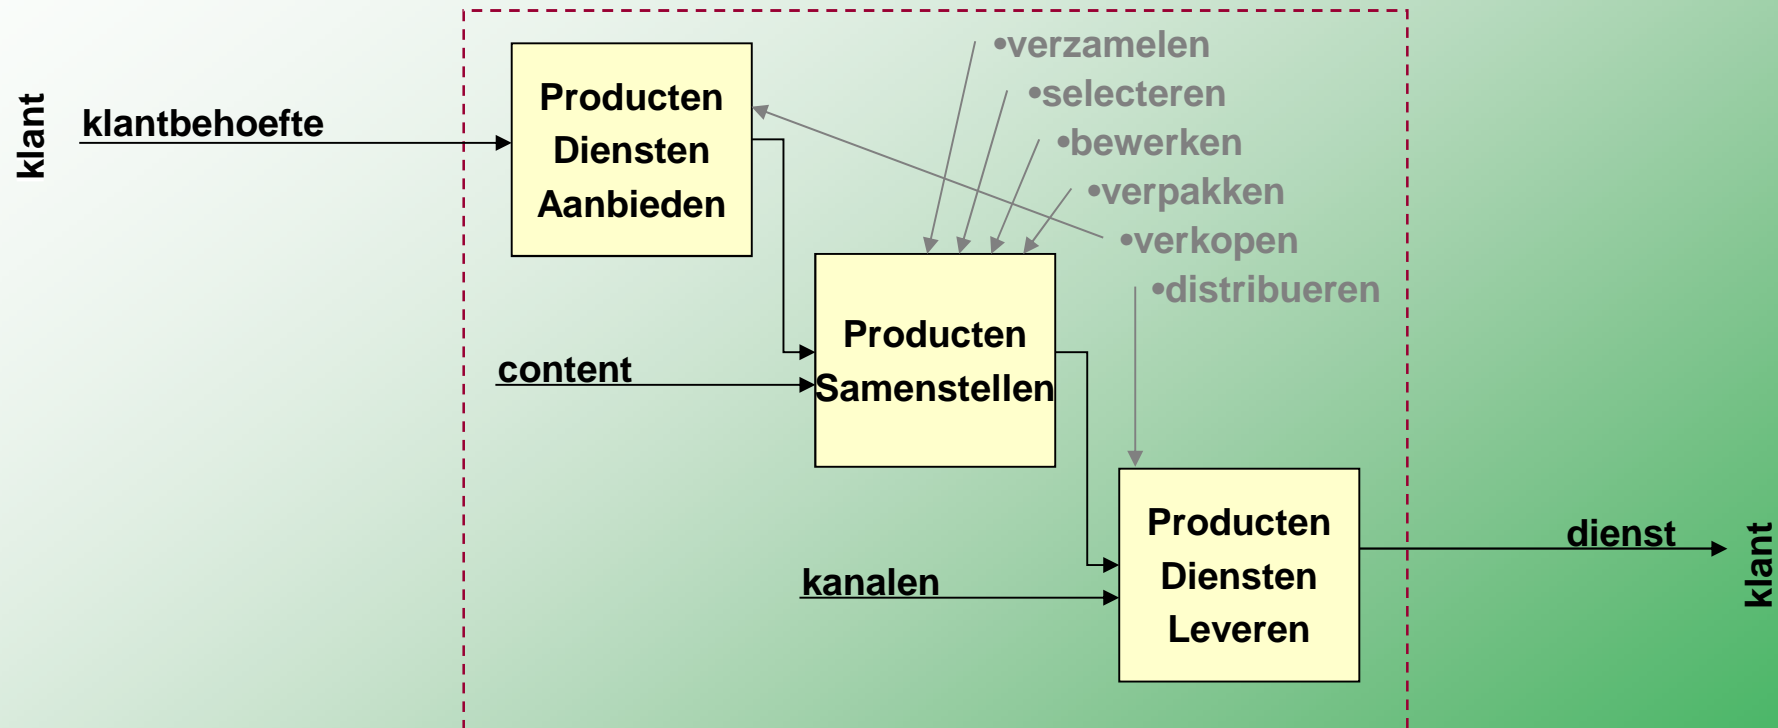 klant
klantbehoefte
Producten
Diensten
Aanbieden
•verzamelen
•selecteren
•bewerken
•verpakken
•verkopen
•distribueren
content
Producten
Samenstellen
kanalen
Producten
Diensten
Leveren
dienst
klant